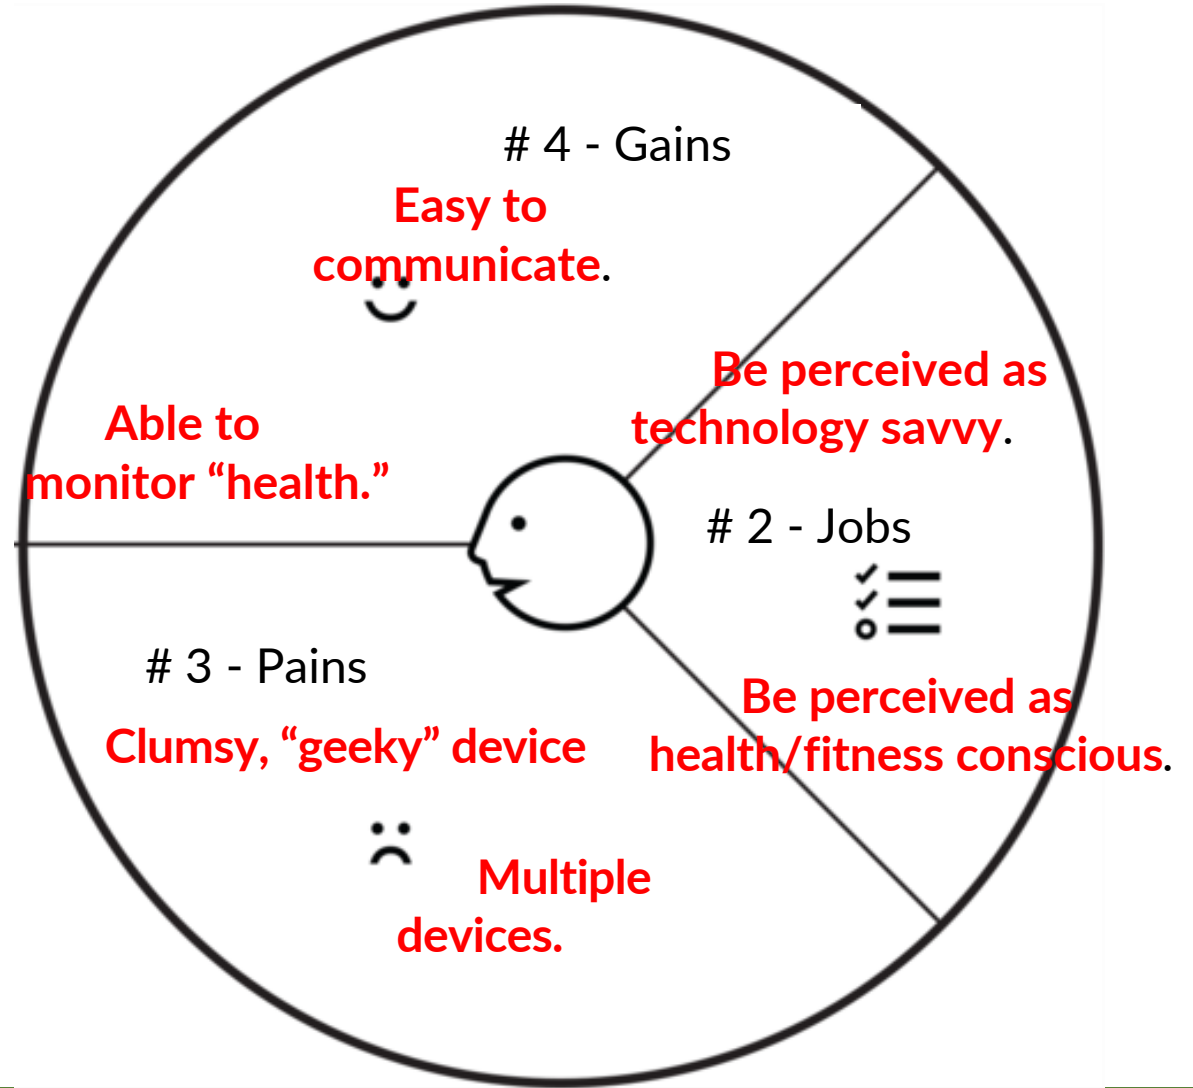 # 4 - Gains
Easy to
communicate.
Able to
monitor “health.”
Be perceived as
technology savvy.
# 2 - Jobs
Be perceived as
health/fitness conscious.
# 3 - Pains
Clumsy, “geeky” device
Multiple
devices.